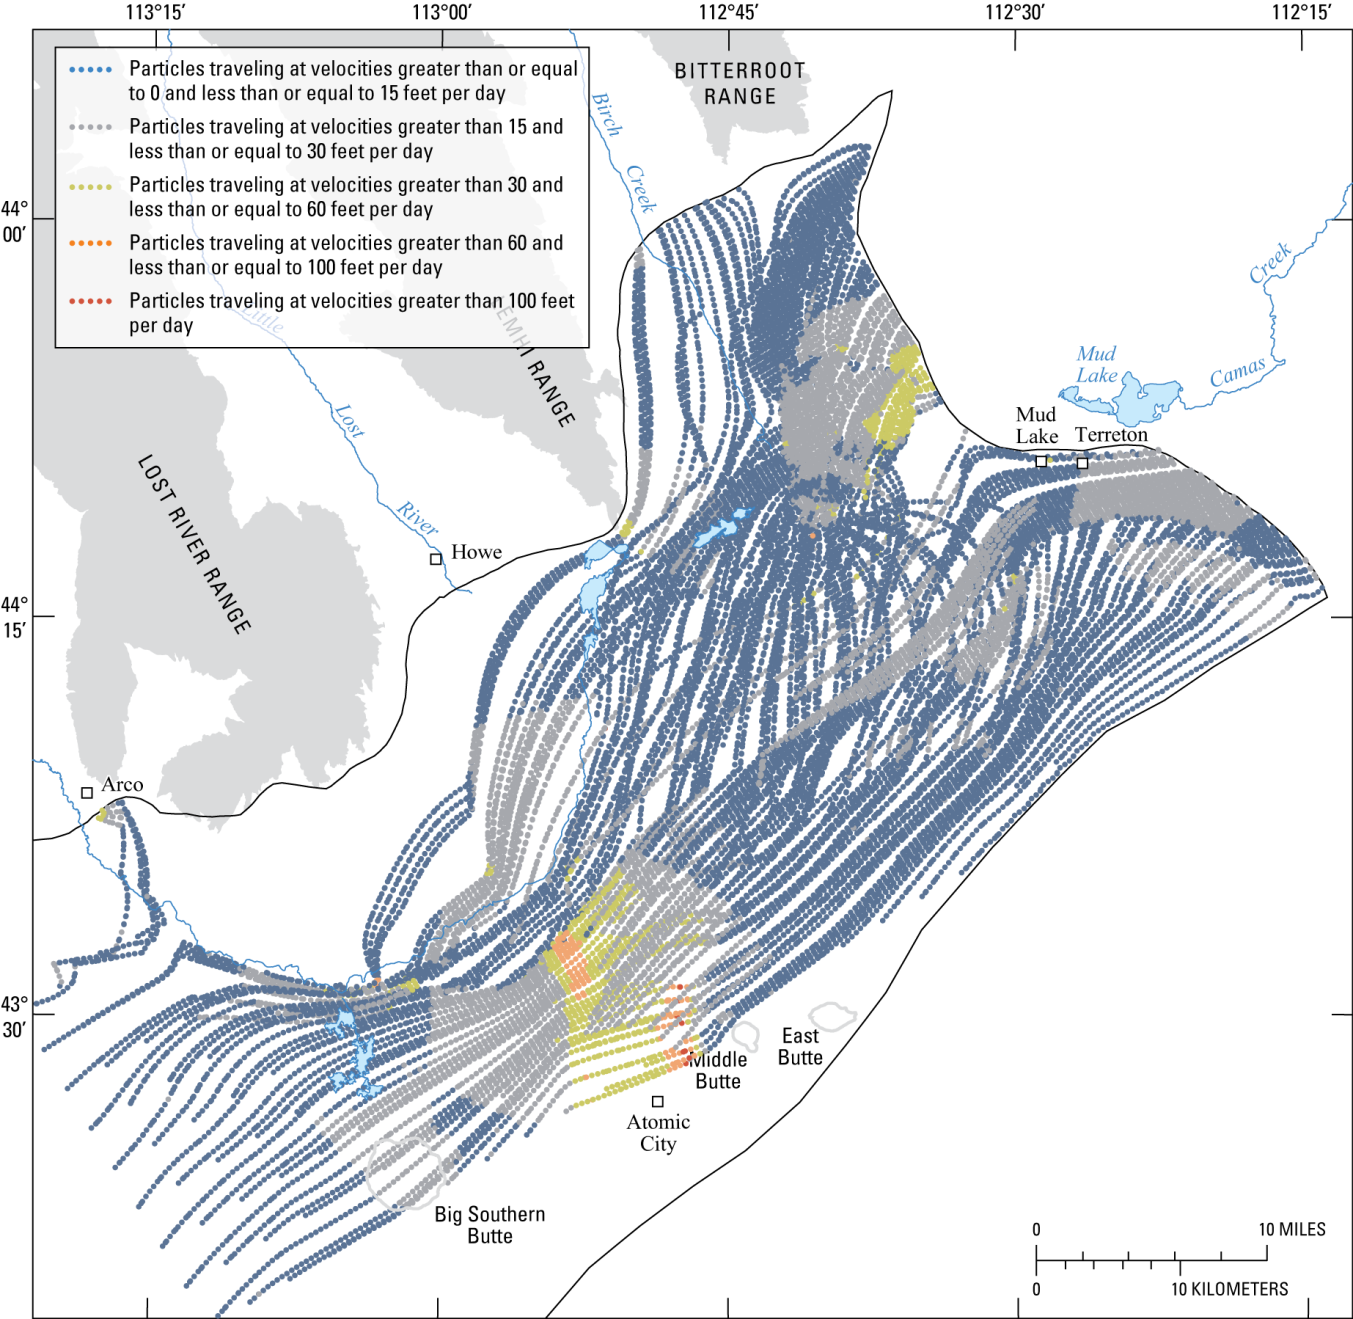 113°15′
113°00′
112°45′
112°30′
112°15′
Particles traveling at velocities greater than or equal
to 0 and less than or equal to 15 feet per day
Particles traveling at velocities greater than 15 and
less than or equal to 30 feet per day
Particles traveling at velocities greater than 30 and
less than or equal to 60 feet per day
Particles traveling at velocities greater than 60 and
less than or equal to 100 feet per day
Particles traveling at velocities greater than 100 feet
per day
BITTERROOT
RANGE
Birch
Creek
44°
00′
Creek
Camas
Mud
Lake
Mud
Lake
Terreton
Little
Lost
River
EMHI RANGE
LOST RIVER RANGE
Howe
44°
15′
Arco
43°
30′
East
Butte
Middle
Butte
Atomic
City
Big Southern
Butte
0
10 MILES
0
10 KILOMETERS